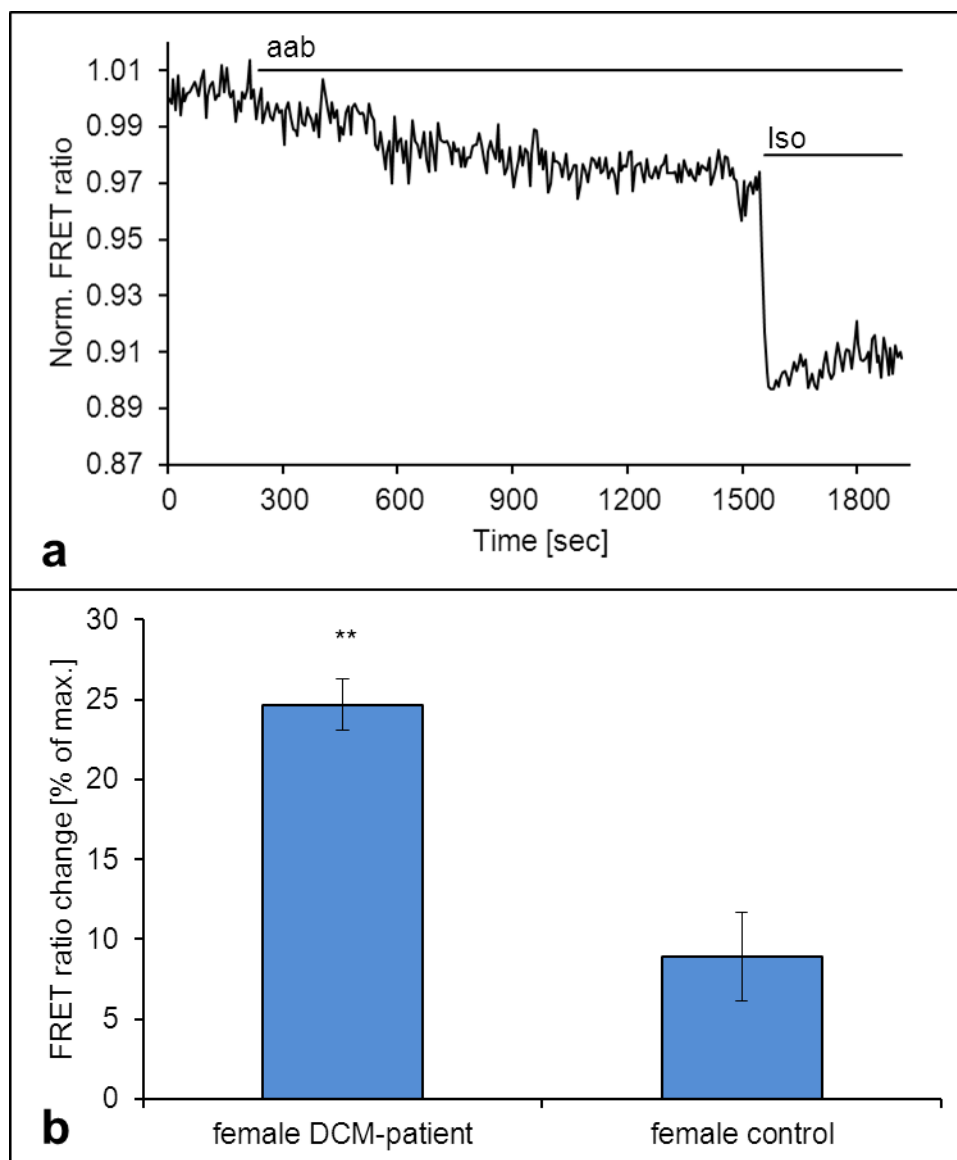 aab
Iso
Norm. FRET ratio
1.01
0.99
0.97
0.95
0.93
0.91
0.89
0.87
0 300 600 900 1200 1500 1800
Time [sec]
a
FRET ratio change [% of max.]
30
25
20
15
10
5
0
**
female DCM-patient female control
b